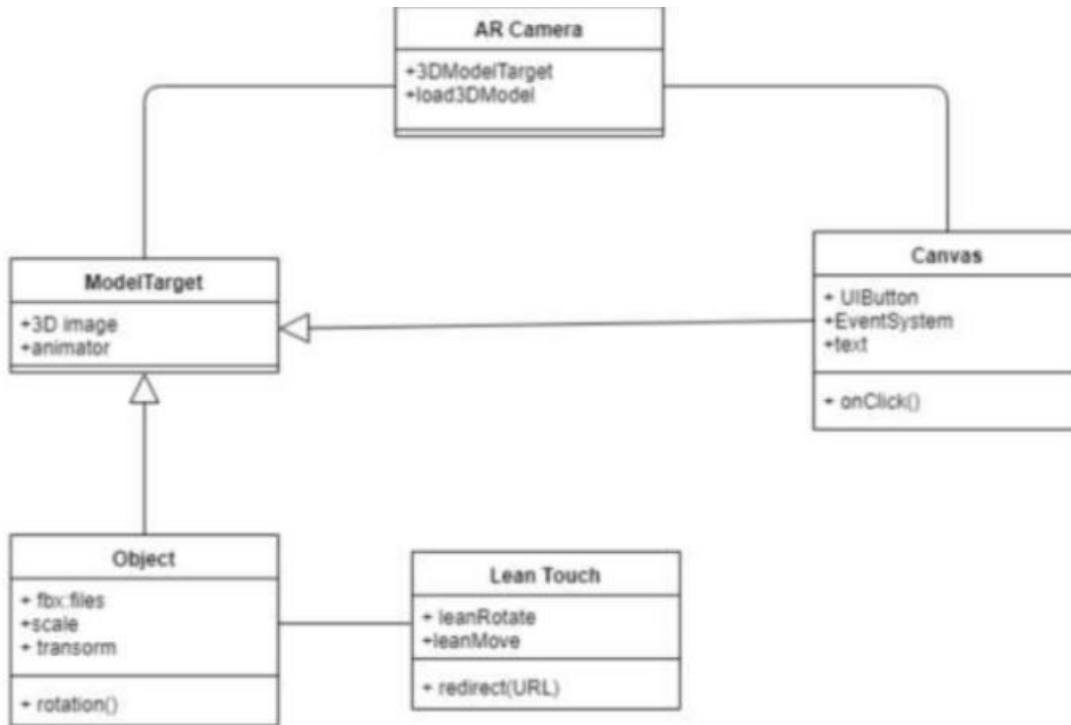 AR Camera
+3DModelTarget
+load3DModel
ModelTarget
+3D image
+animator
Canvas
+ UIButton
+EventSystem
+text
+ onClick()
Object
+ fbx:files
+scale
+ transorm
+ rotation()
Lean Touch
+ leanRotate
+leanMove
+ redirect(URL)